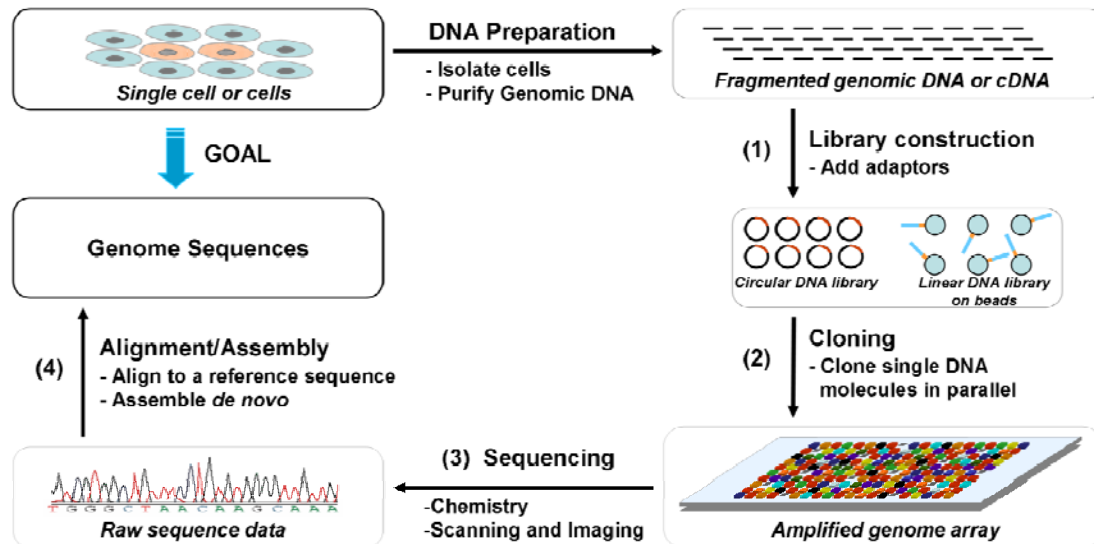 Single cell or cells
DNA Preparation
- Isolate cells
- Purify Genomic DNA
Fragmented genomic DNA or cDNA
(1)
Library construction
- Add adaptors
Circular DNA library
Linear DNA library
on beads
(2)
Cloning
- Clone single DNA
molecules in parallel
Amplified genome array
(3) Sequencing
-Chemistry
-Scanning and Imaging
TGGGCTAACAAGCAAA
Raw sequence data
(4)
Alignment/Assembly
- Align to a reference sequence
- Assemble de novo
Genome Sequences
GOAL